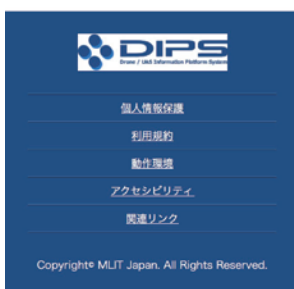 DIPS
Drone / UAS Information Platform System
個人情報保護
利用規約
動作環境
アクセシビリティ
関連リンク
Copyright© MLIT Japan. All Rights Reserved.